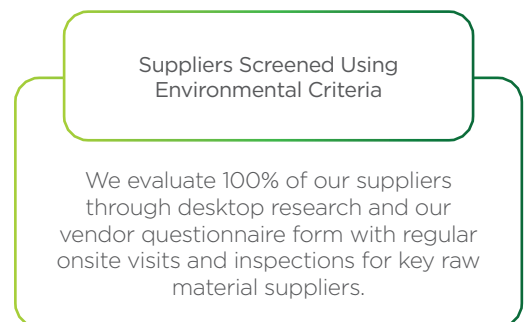 Suppliers Screened Using
Environmental Criteria
We evaluate 100% of our suppliers
through desktop research and our
vendor questionnaire form with regular
onsite visits and inspections for key raw
material suppliers.